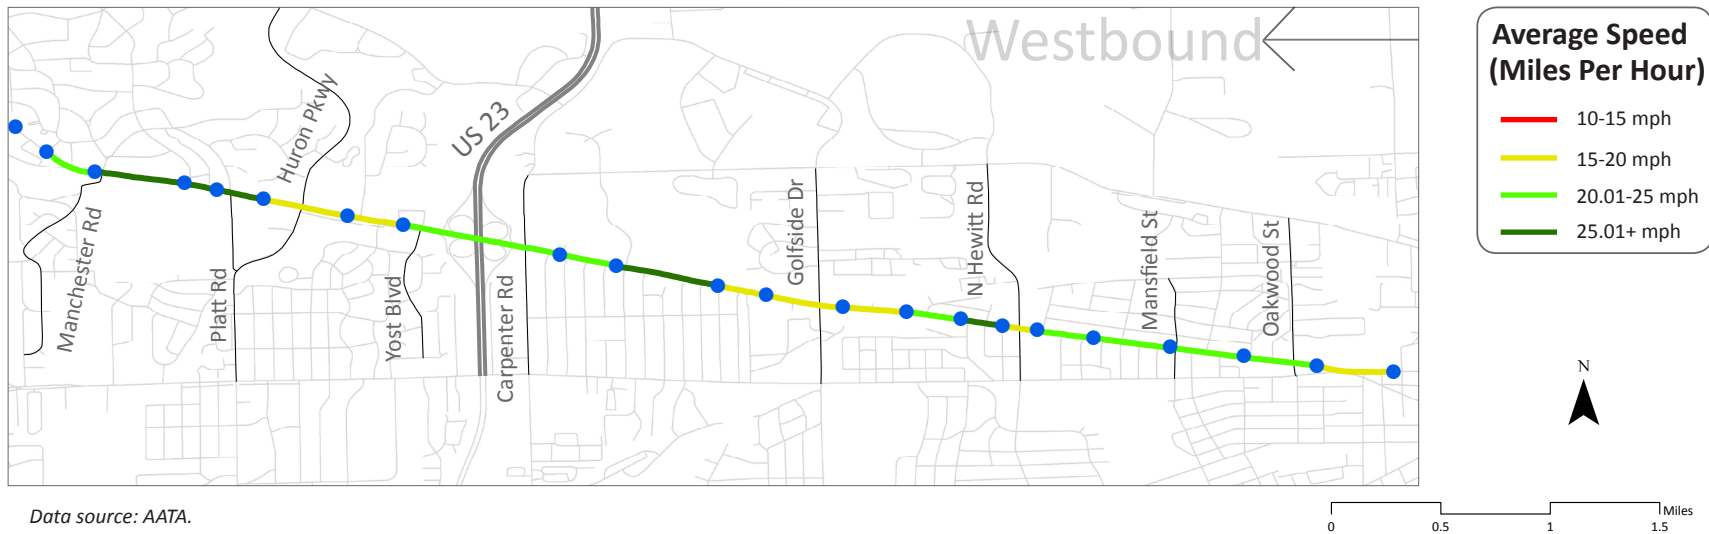 Westbound
Huron Pkwy
US 23
Manchester Rd
Platt Rd
Yost Blvd
Carpenter Rd
Golfside Dr
N Hewitt Rd
Mansfield St
Oakwood St
Average Speed
(Miles Per Hour)
10-15 mph
15-20 mph
20.01-25 mph
25.01+ mph
N
Data source: AATA.
Miles
0 0.5 1 1.5